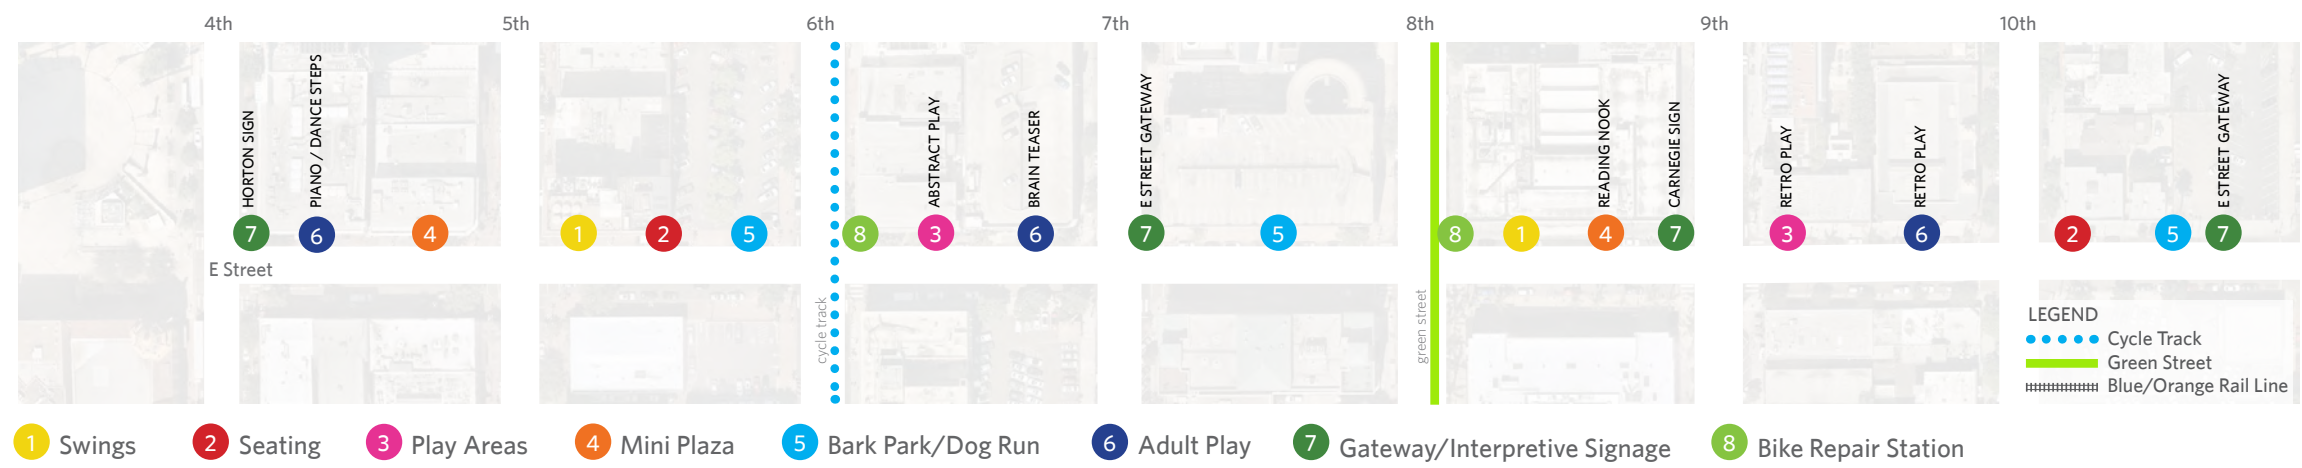 4th 5th 6th 7th 8th 9th 10th
HORTON SIGN
PIANO / DANCE STEPS
ABSTRACT PLAY
BRAIN TEASER
E STREET GATEWAY
READING NOOK
CARNEGIE SIGN
RETRO PLAY
RETRO PLAY
E STREET GATEWAY
7 6 4 1 2 5 8 3 6 7 5 8 1 4 7 3 6 2 5 7
E Street
cycle track
green street
LEGEND
Cycle Track
Green Street
Blue/Orange Rail Line
1 Swings 2 Seating 3 Play Areas 4 Mini Plaza 5 Bark Park/Dog Run 6 Adult Play 7 Gateway/Interpretive Signage 8 Bike Repair Station